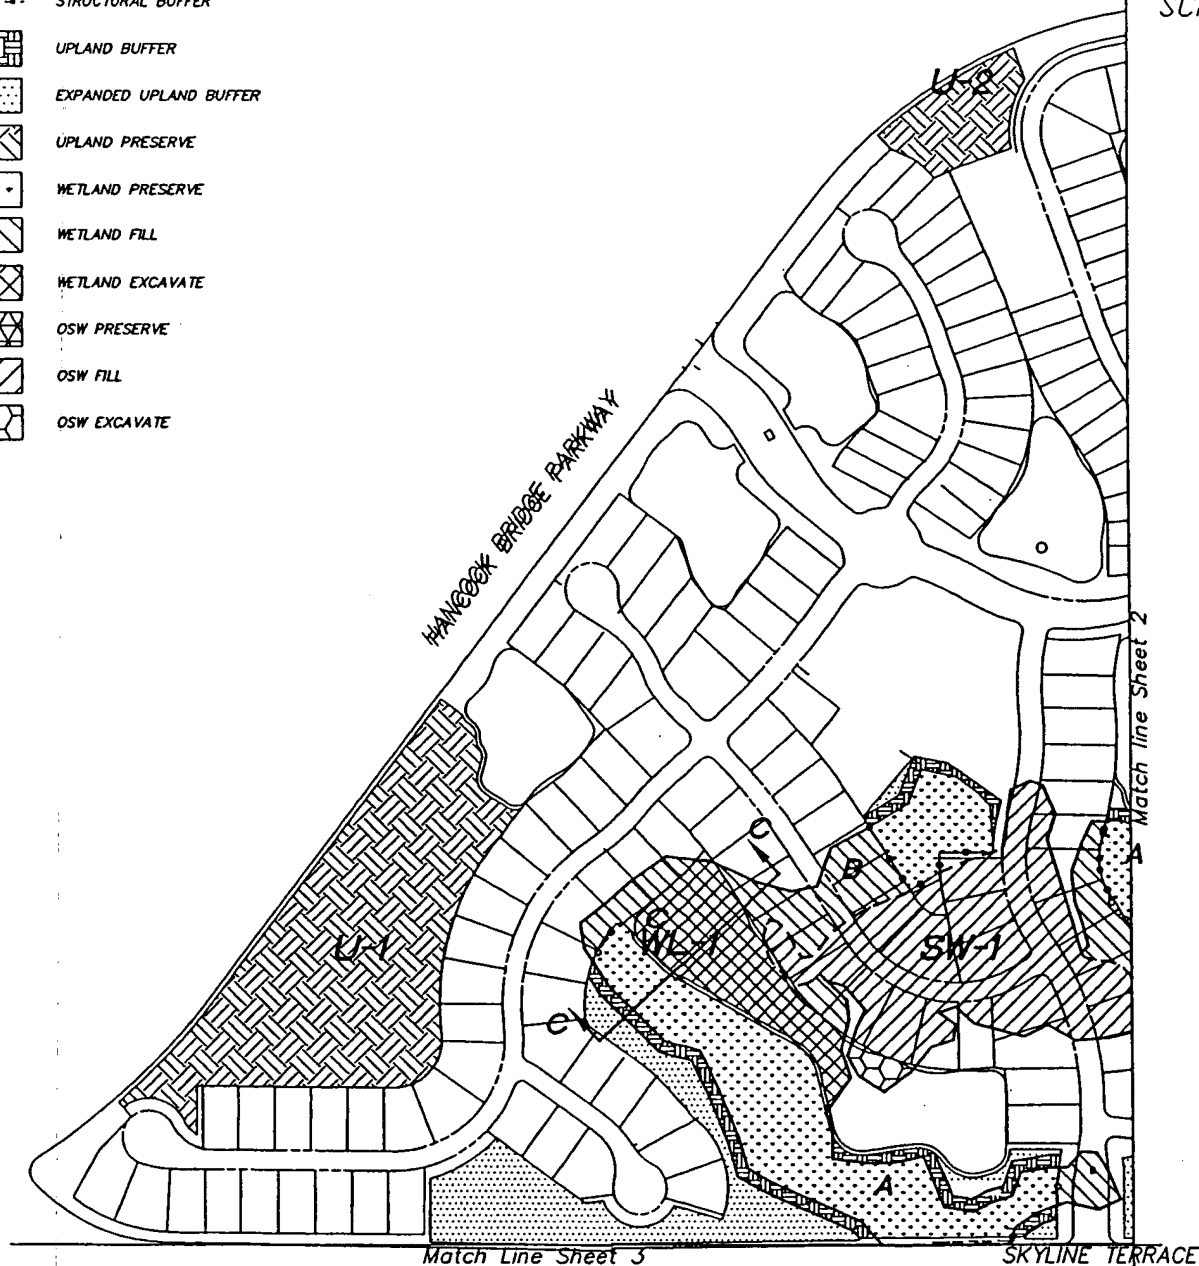 STRUCTURAL BUFFER
UPLAND BUFFER
EXPANDED UPLAND BUFFER
UPLAND PRESERVE
WETLAND PRESERVE
WETLAND FILL
WETLAND EXCAVATE
OSW PRESERVE
OSW FILL
OSW EXCAVATE
U-2
HANCOCK BRIDGE PARKWAY
Match line Sheet 2
C
B
A
C
WL-1
SW-1
U-1
C
A
Match Line Sheet 3
SKYLINE TERRACE